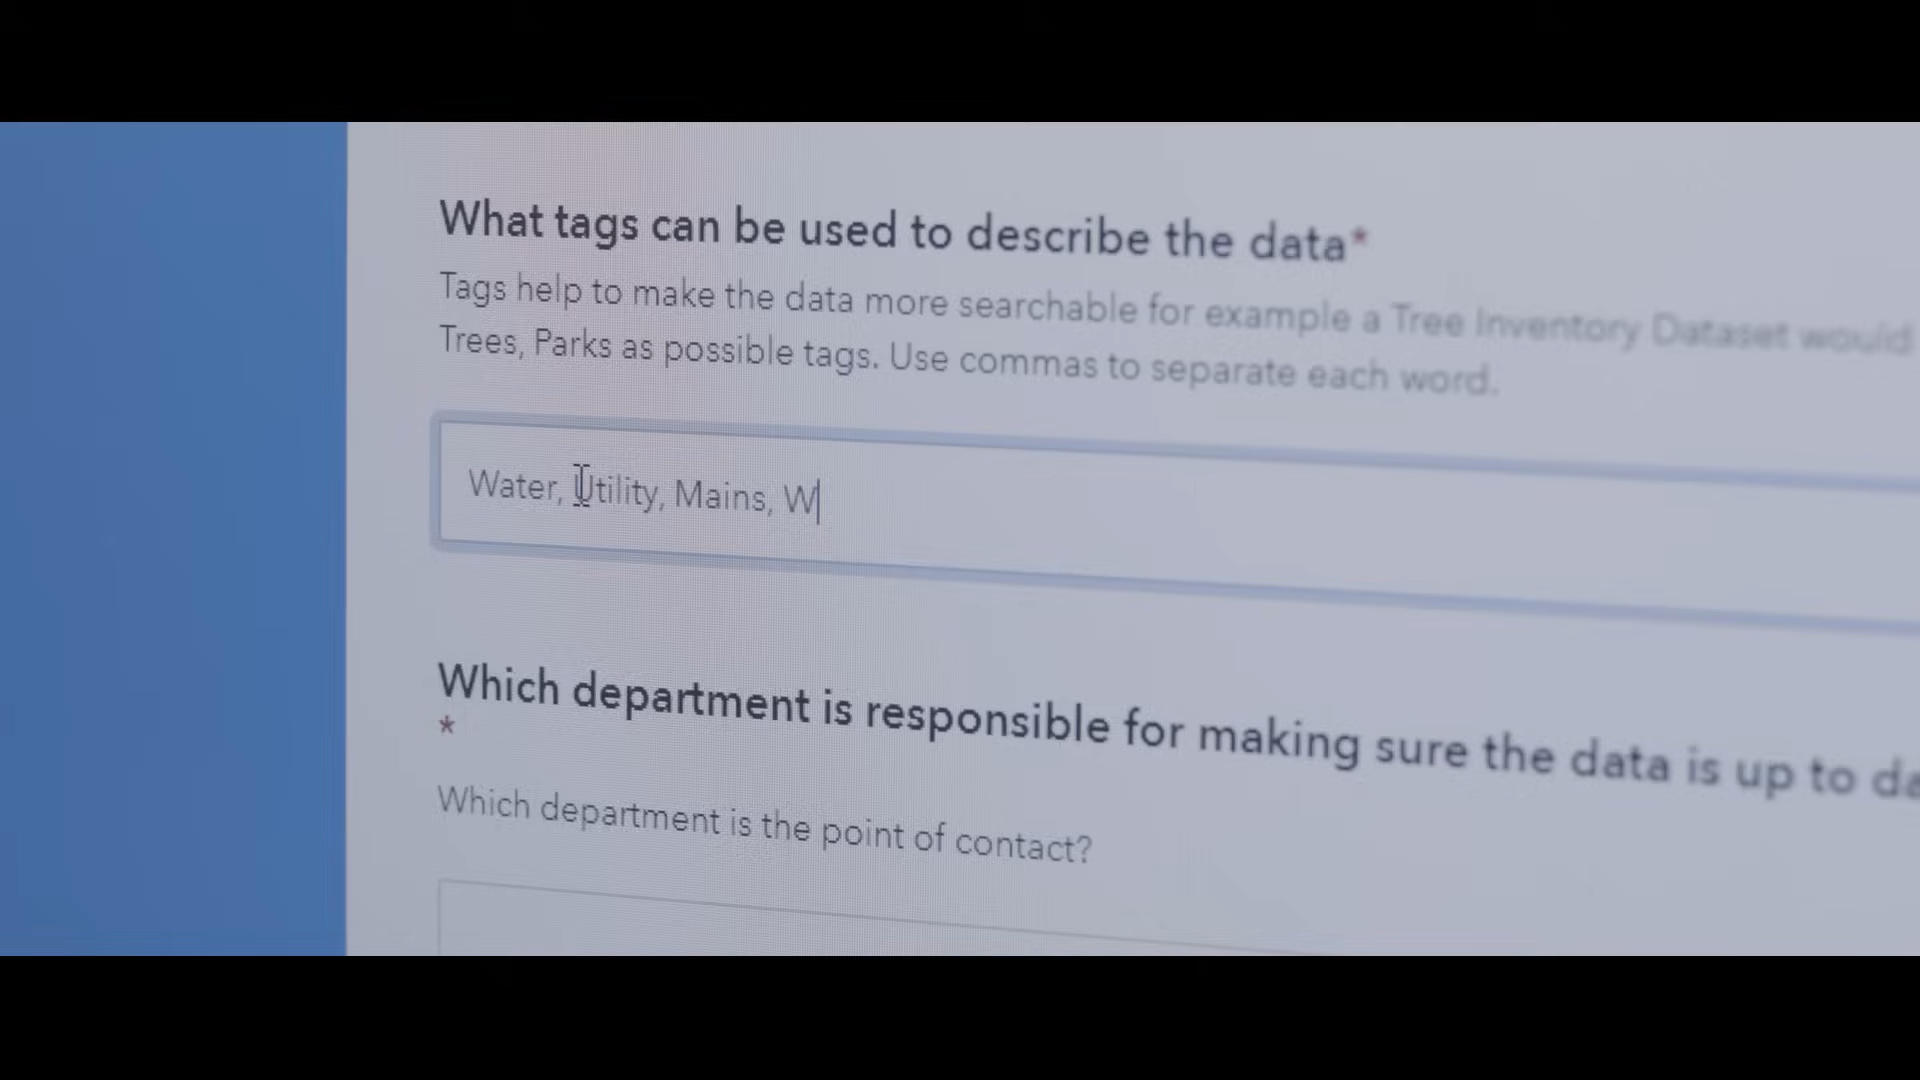 What tags can be used to describe the data*
Tags help to make the data more searchable for example a Tree Inventory Dataset would
Trees, Parks as possible tags. Use commas to separate each word.
Water, Utility, Mains, W
Which department is responsible for making sure the data is up to da
*
Which department is the point of contact?